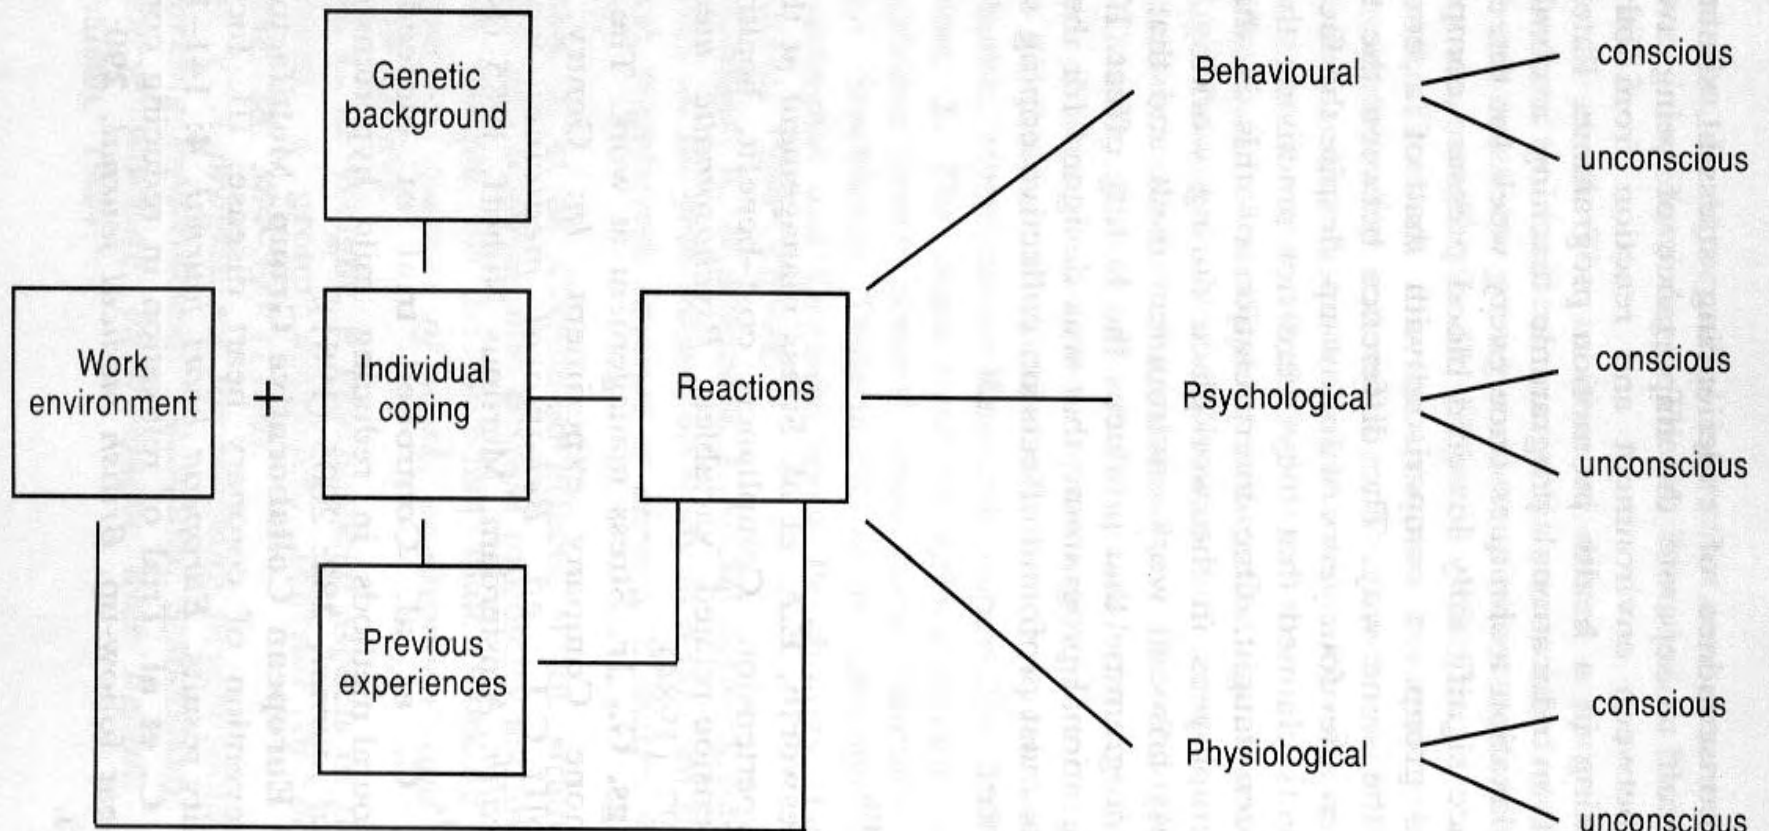 Genetic
background
Work
environment
+
Individual
coping
Reactions
Previous
experiences
Behavioural
conscious
unconscious
Psychological
conscious
unconscious
Physiological
conscious
unconscious